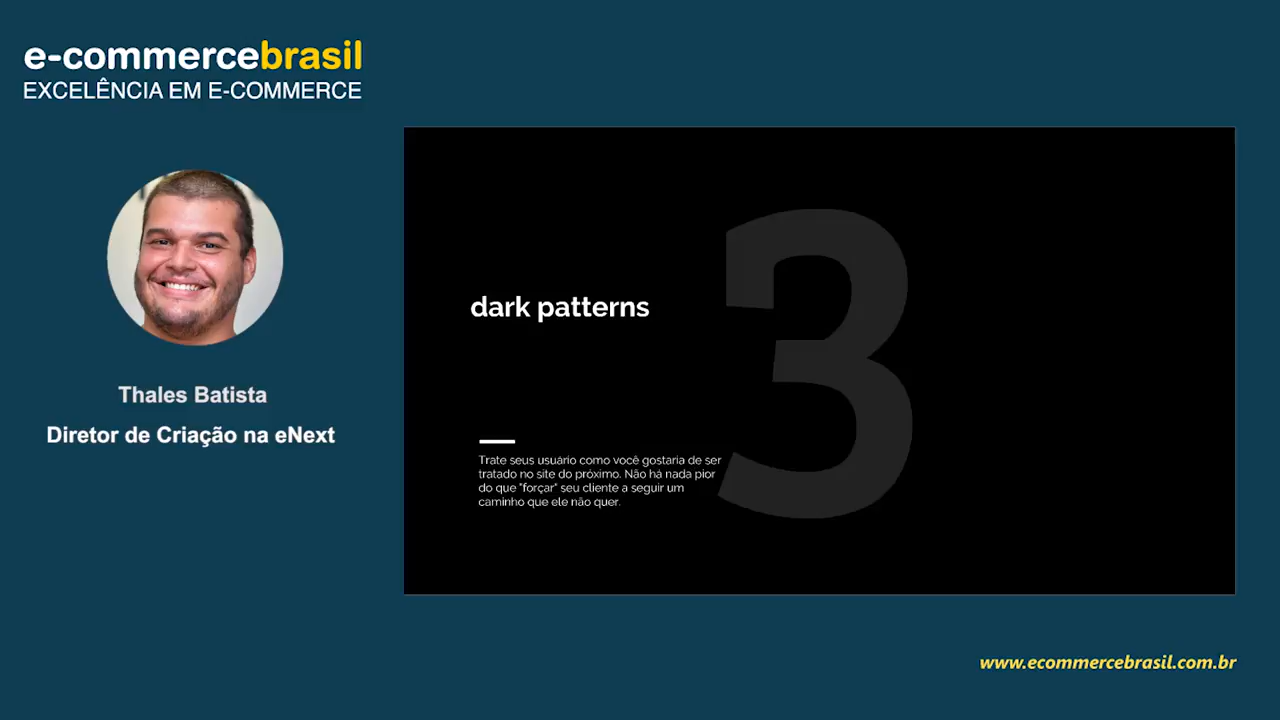 e-commercebrasil
EXCELÊNCIA EM E-COMMERCE
Thales Batista
Diretor de Criação na eNext
3
dark patterns
Trate seus usuário como você gostaria de ser
tratado no site do próximo. Não há nada pior
do que "forçar" seu cliente a seguir um
caminho que ele não quer.
www.ecommercebrasil.com.br